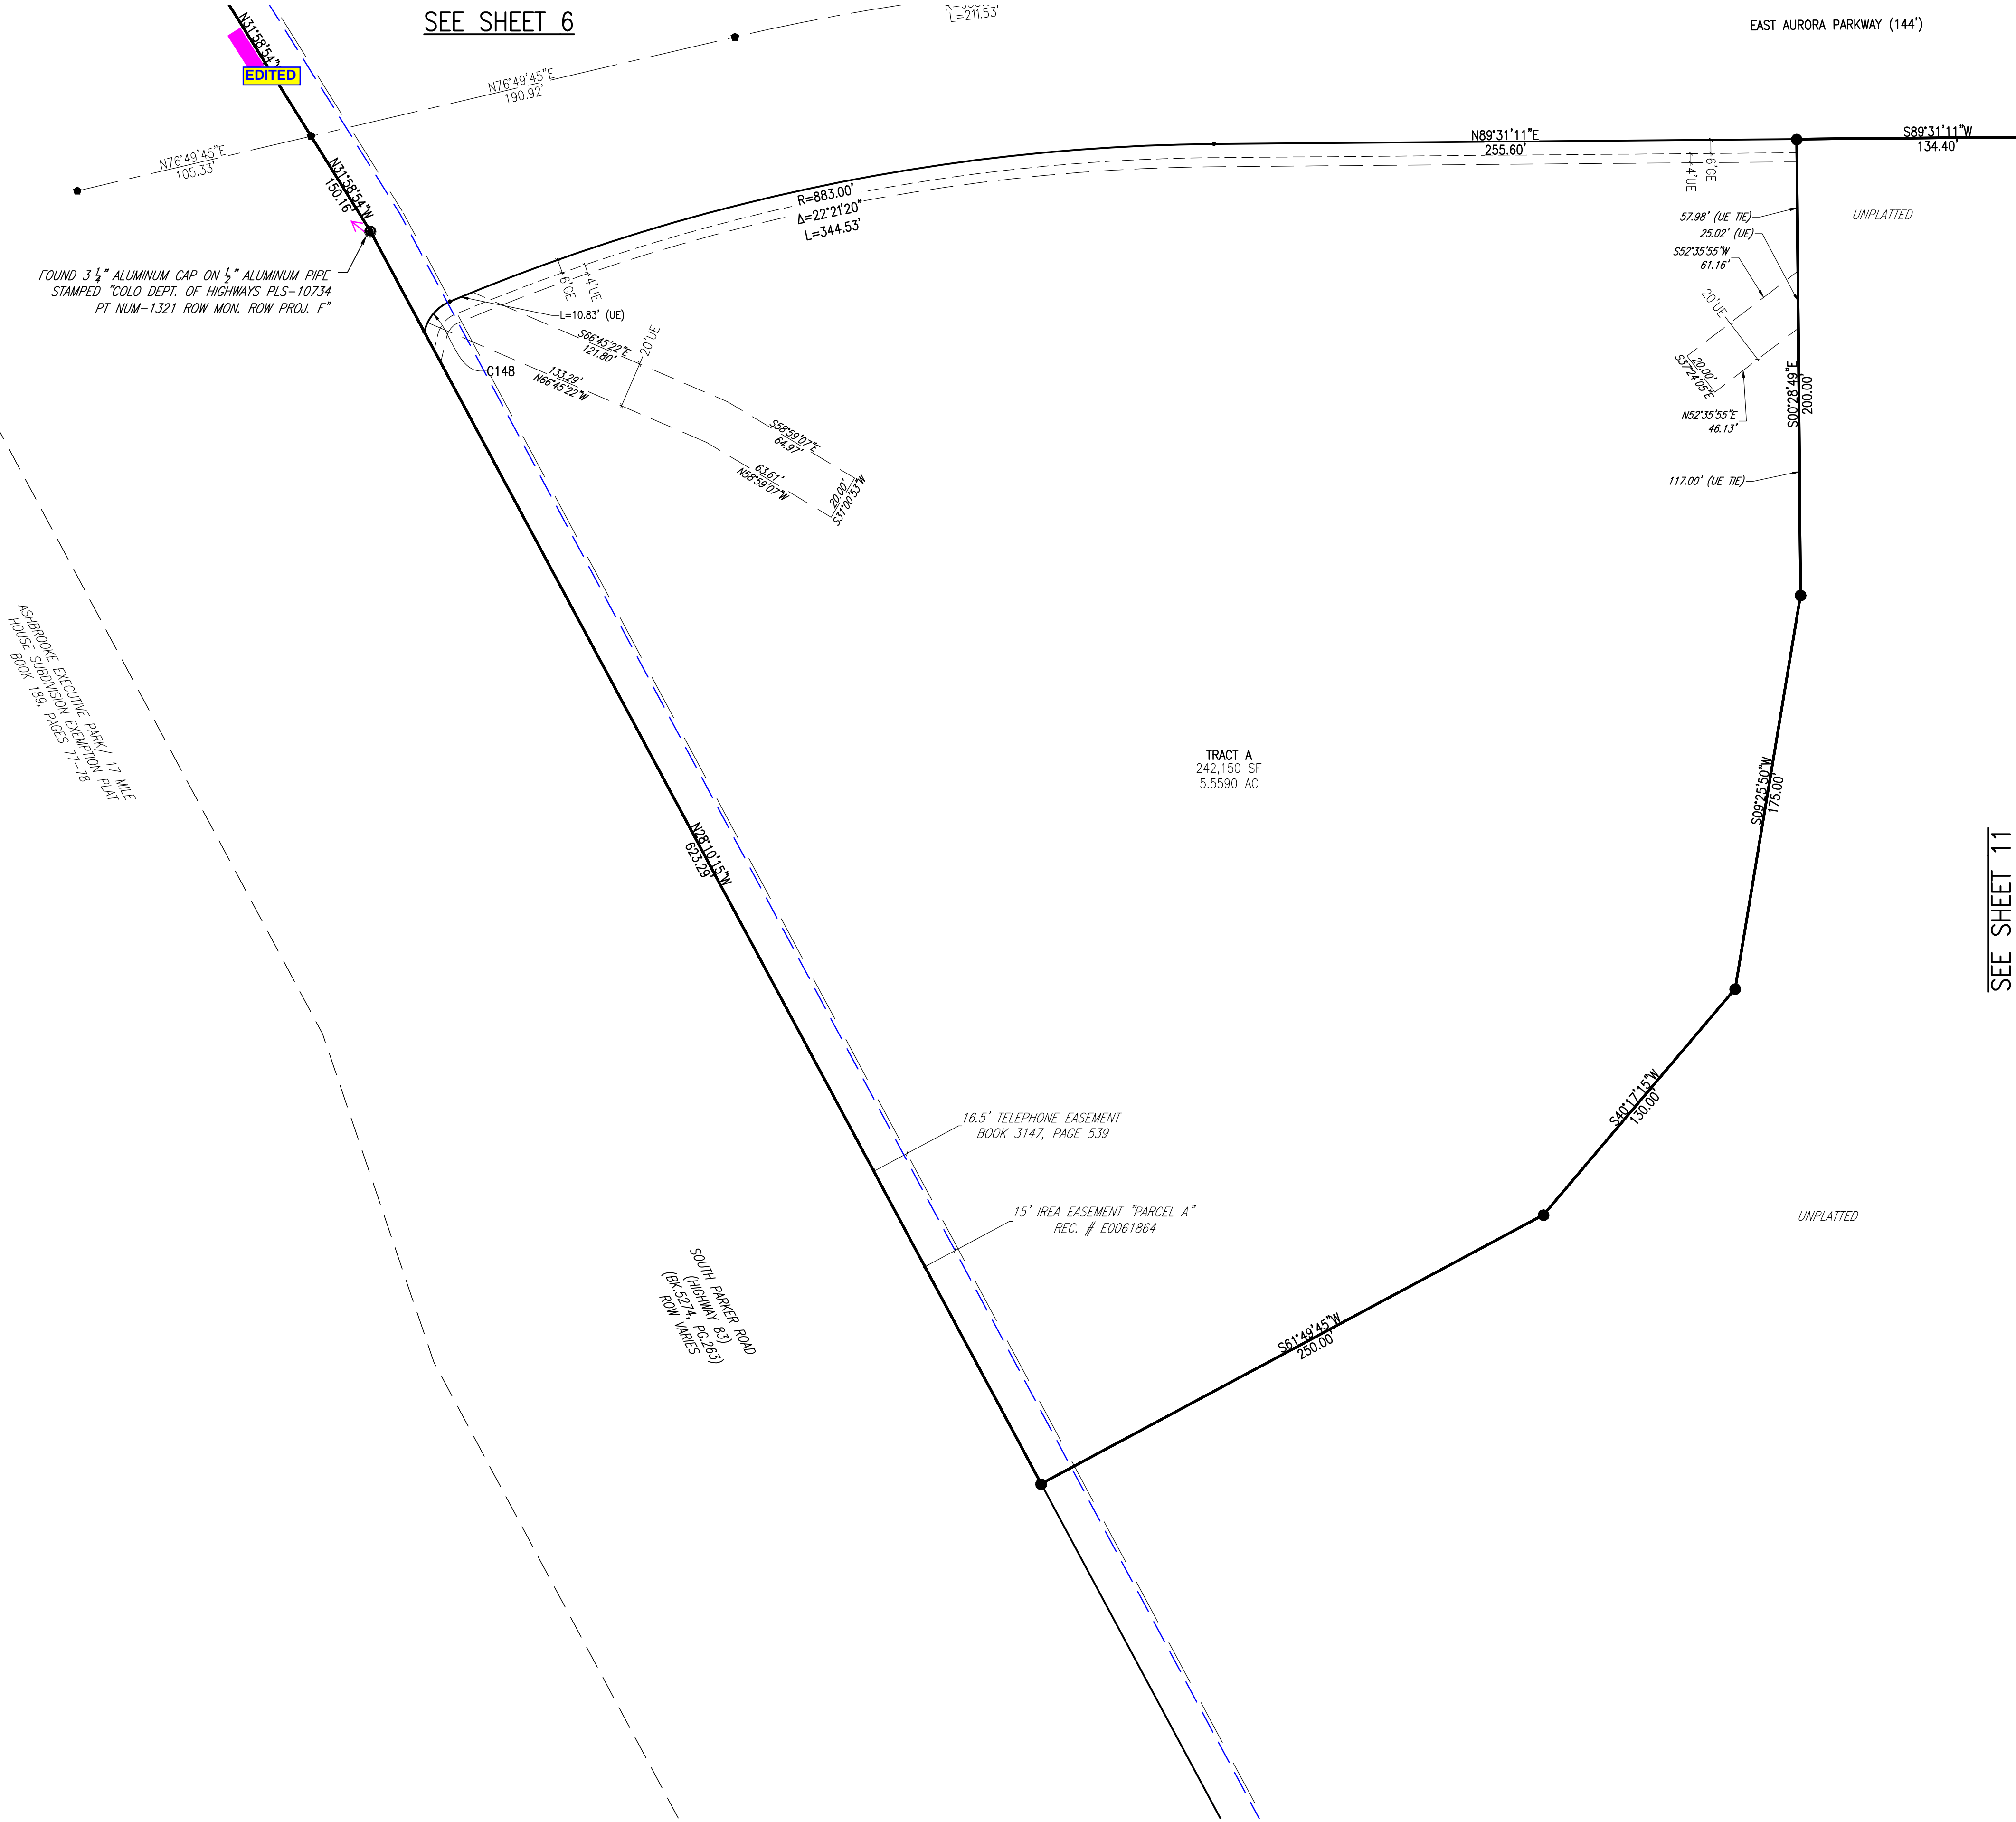 SEE SHEET 6
L=211.53'
EAST AURORA PARKWAY (144')
N31°58'54"W
EDITED
N76°49'45"E
190.92'
N76°49'45"E
105.33'
N31°58'54"W
150.16'
N89°31'11"E
255.60'
S89°31'11"W
134.40'
6'GE
4'UE
R=883.00'
Δ=22°21'20"
L=344.53'
57.98' (UE TIE)
25.02' (UE)
S52°35'55"W
61.16'
UNPLATTED
FOUND 3 ¼" ALUMINUM CAP ON ½" ALUMINUM PIPE
STAMPED "COLO DEPT. OF HIGHWAYS PLS-10734
PT NUM-1321 ROW MON. ROW PROJ. F"
6'GE
4'UE
L=10.83' (UE)
20'UE
S66°45'22"E
121.80'
20'UE
C148
133.29'
N66°45'22"W
20.00'
S37°24'05"E
S00°28'49"E
200.00'
N52°35'55"E
46.13'
S58°59'07"E
64.97'
63.61'
N58°59'07"W
20.00'
S31°00'53"W
117.00' (UE TIE)
ASHBROOKE EXECUTIVE PARK/ 17 MILE
HOUSE SUBDIVISION EXEMPTION PLAT
BOOK 189, PAGES 77-78
TRACT A
242,150 SF
5.5590 AC
S09°25'50"W
175.00'
N28°10'15"W
623.29'
SEE SHEET 11
S40°17'15"W
130.00'
16.5' TELEPHONE EASEMENT
BOOK 3147, PAGE 539
15' IREA EASEMENT "PARCEL A"
REC. # E0061864
UNPLATTED
SOUTH PARKER ROAD
(HIGHWAY 83)
(BK.5274, PG.263)
ROW VARIES
S61°49'45"W
250.00'